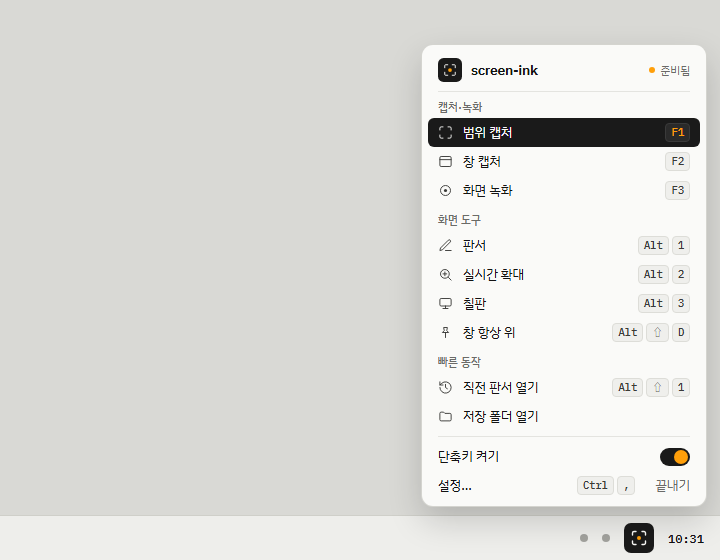 screen-ink 준비됨
캡처·녹화
범위 캡처 F1
창 캡처 F2
화면 녹화 F3
화면 도구
판서 Alt 1
실시간 확대 Alt 2
칠판 Alt 3
창 항상 위 Alt ⇧ D
빠른 동작
직전 판서 열기 Alt ⇧ 1
저장 폴더 열기
단축키 켜기
설정... Ctrl , 끝내기
10:31